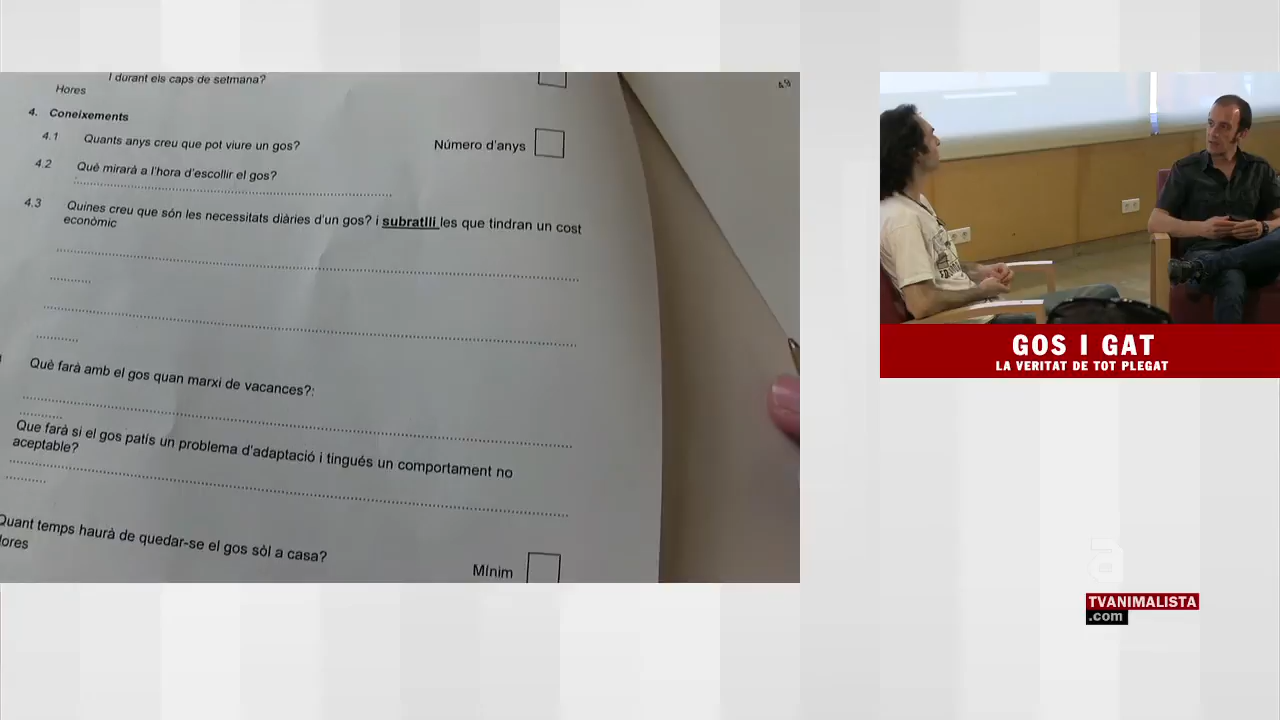 I durant els caps de setmana?
Hores
4. Coneixements
4.1 Quants anys creu que pot viure un gos? Número d'anys
4.2 Què mirarà a l'hora d'escollir el gos?
4.3 Quines creu que són les necessitats diàries d'un gos? i subratlli les que tindran un cost
econòmic
Què farà amb el gos quan marxi de vacances?:
Que farà si el gos patís un problema d'adaptació i tingués un comportament no
aceptable?
Quant temps haurà de quedar-se el gos sòl a casa?
Hores
Mínim
GOS I GAT
LA VERITAT DE TOT PLEGAT
a
TVANIMALISTA
.com